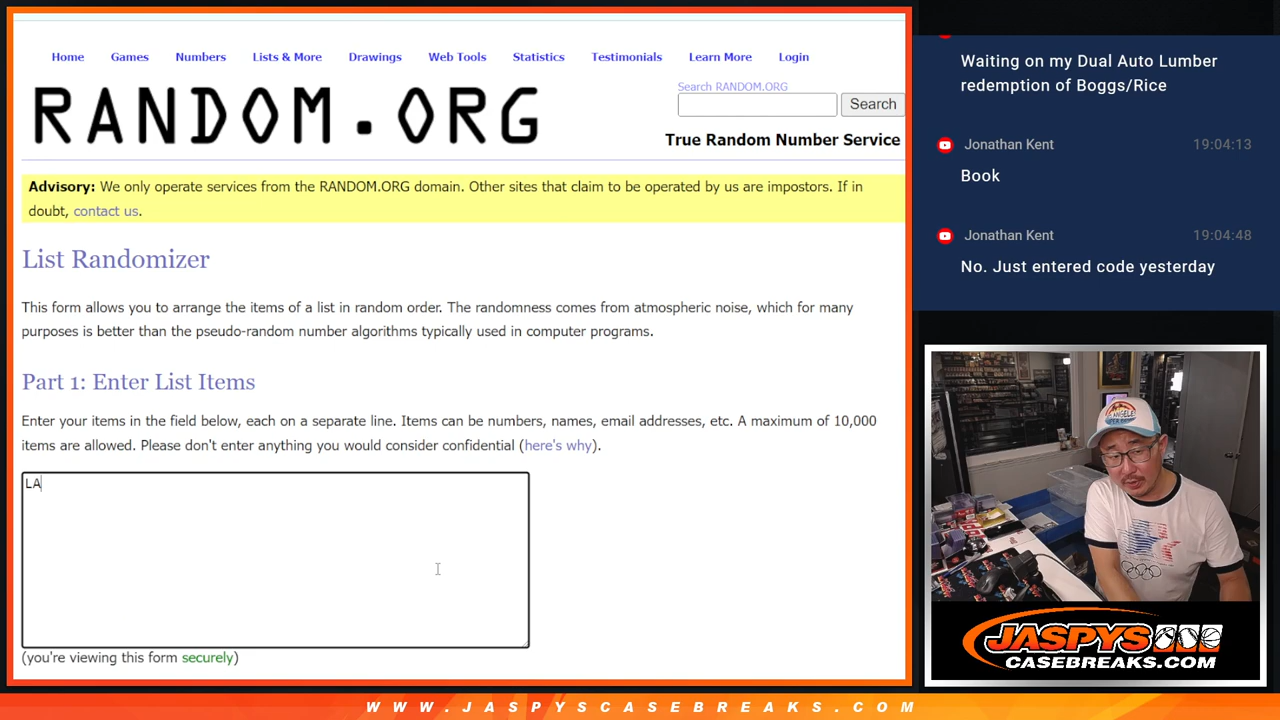 Home Games Numbers Lists & More Drawings Web Tools Statistics Testimonials Learn More Login
RANDOM.ORG
Search RANDOM.ORG
Search
True Random Number Service
Advisory: We only operate services from the RANDOM.ORG domain. Other sites that claim to be operated by us are impostors. If in
doubt, contact us.
List Randomizer
This form allows you to arrange the items of a list in random order. The randomness comes from atmospheric noise, which for many
purposes is better than the pseudo-random number algorithms typically used in computer programs.
Part 1: Enter List Items
Enter your items in the field below, each on a separate line. Items can be numbers, names, email addresses, etc. A maximum of 10,000
items are allowed. Please don't enter anything you would consider confidential (here's why).
LA
(you're viewing this form securely)
Waiting on my Dual Auto Lumber
redemption of Boggs/Rice
Jonathan Kent 19:04:13
Book
Jonathan Kent 19:04:48
No. Just entered code yesterday
JASPYS
CASEBREAKS.COM
WWW.JASPYSCASEBREAKS.COM